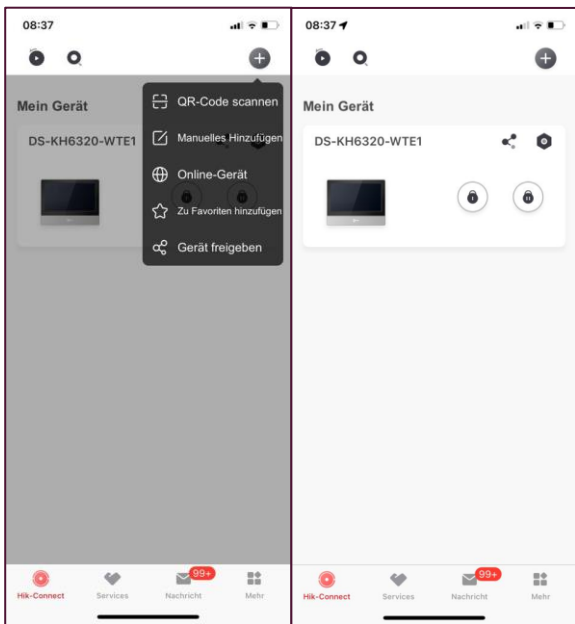 08:37
Mein Gerät
DS-KH6320-WTE1
QR-Code scannen
Manuelles Hinzufügen
Online-Gerät
Zu Favoriten hinzufügen
Gerät freigeben
99+
Hik-Connect
Services
Nachricht
Mehr
08:37
Mein Gerät
DS-KH6320-WTE1
99+
Hik-Connect
Services
Nachricht
Mehr